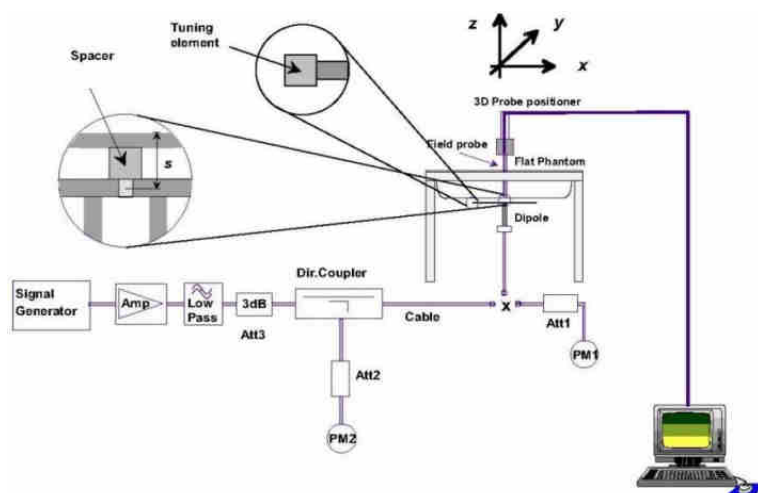 Tuning
element
Spacer
s
z
y
x
3D Probe positioner
Field probe
Flat Phantom
Dipole
Signal
Generator
Amp
Low
Pass
3dB
Att3
Dir.Coupler
Cable
x
Att1
PM1
Att2
PM2